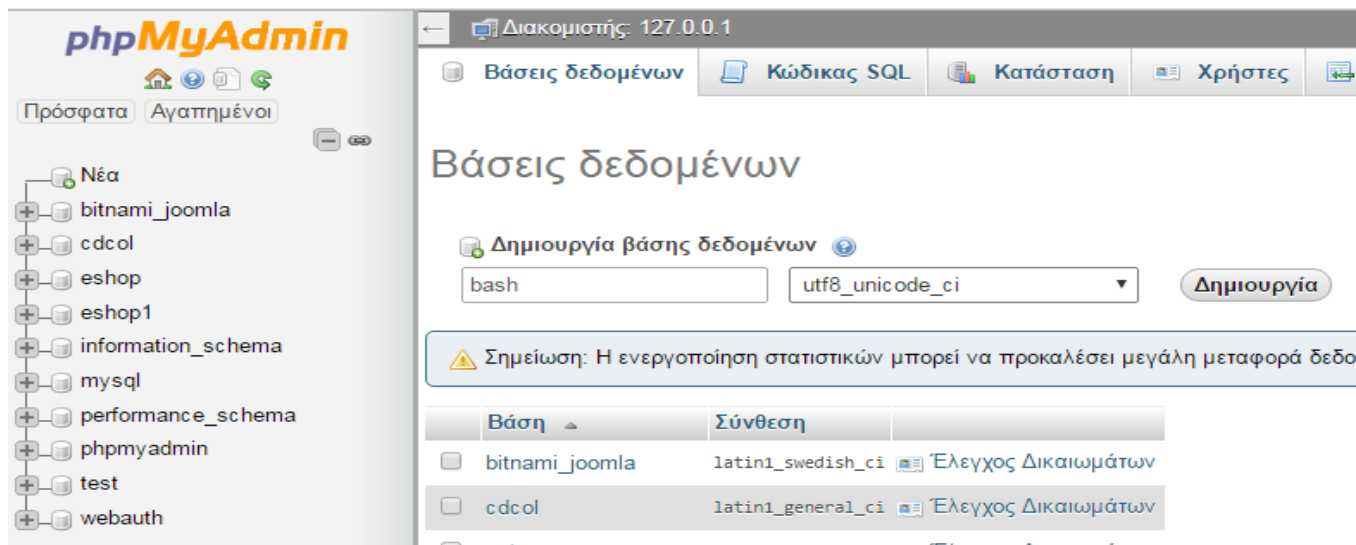 phpMyAdmin
Πρόσφατα Αγαπημένοι
Νέα
bitnami_joomla
cdcol
eshop
eshop1
information_schema
mysql
performance_schema
phpmyadmin
test
webauth
← Διακομιστής: 127.0.0.1
Βάσεις δεδομένων Κώδικας SQL Κατάσταση Χρήστες
Βάσεις δεδομένων
Δημιουργία βάσης δεδομένων
bash utf8_unicode_ci Δημιουργία
Σημείωση: Η ενεργοποίηση στατιστικών μπορεί να προκαλέσει μεγάλη μεταφορά δεδο
Βάση Σύνθεση
bitnami_joomla latin1_swedish_ci Έλεγχος Δικαιωμάτων
cdcol latin1_general_ci Έλεγχος Δικαιωμάτων